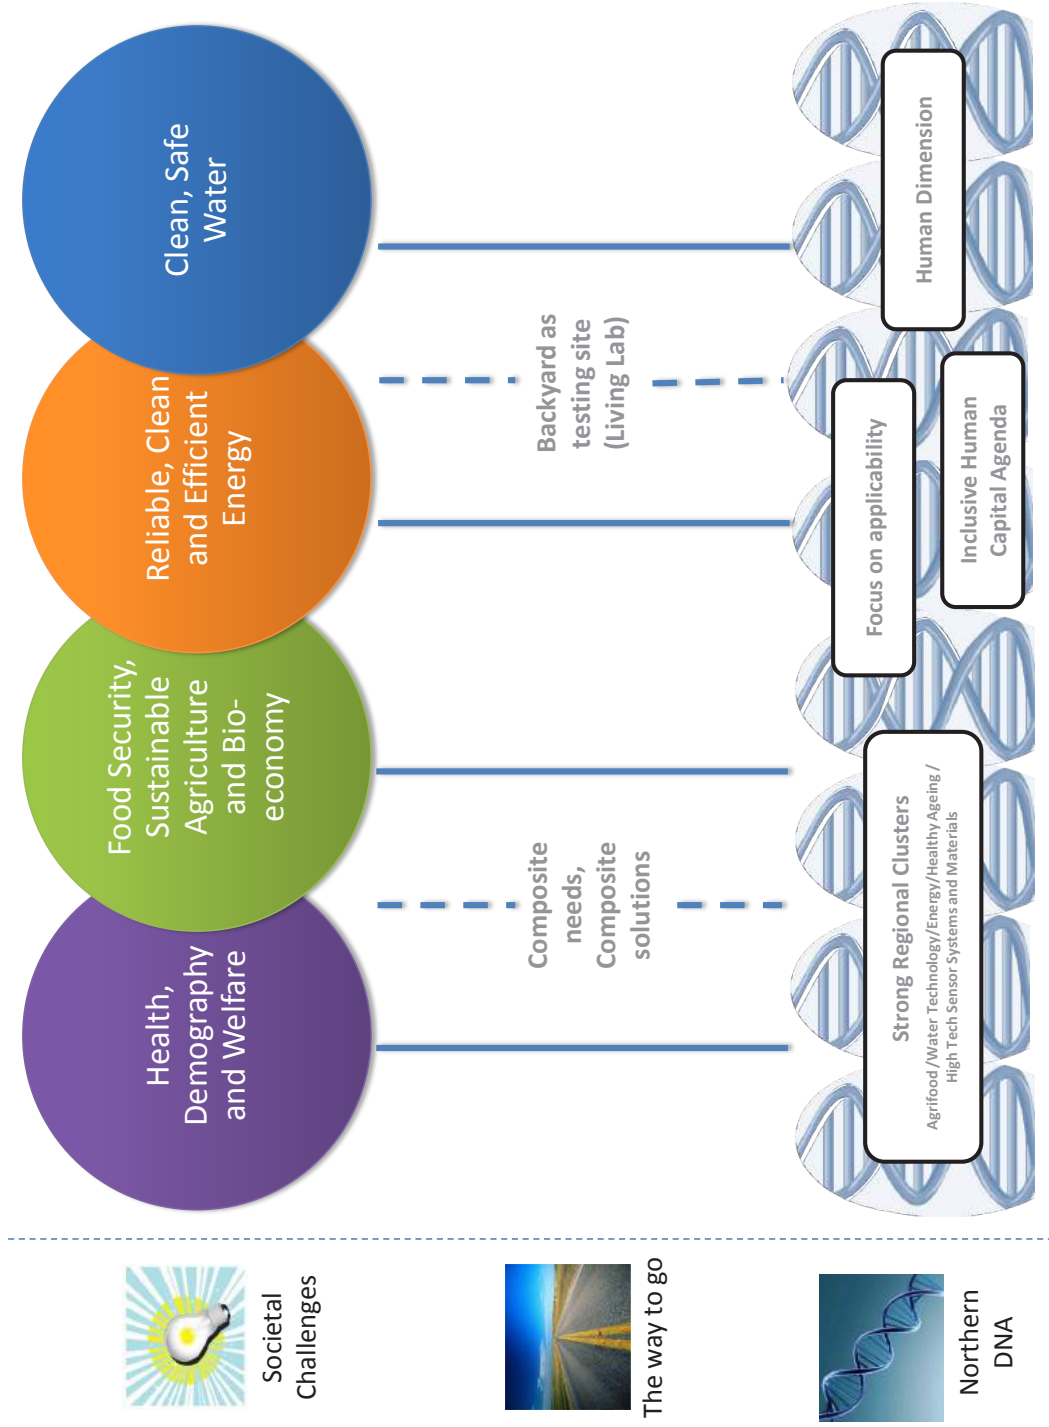 Societal
Challenges
Health,
Demography
and Welfare
Food Security,
Sustainable
Agriculture
and Bio-
economy
Reliable, Clean
and Efficient
Energy
Clean, Safe
Water
The way to go
Composite
needs,
Composite
solutions
Backyard as
testing site
(Living Lab)
Northern
DNA
Strong Regional Clusters
Agrifood/Water Technology/Energy/Healthy Ageing /
High Tech Sensor Systems and Materials
Focus on applicability
Inclusive Human
Capital Agenda
Human Dimension